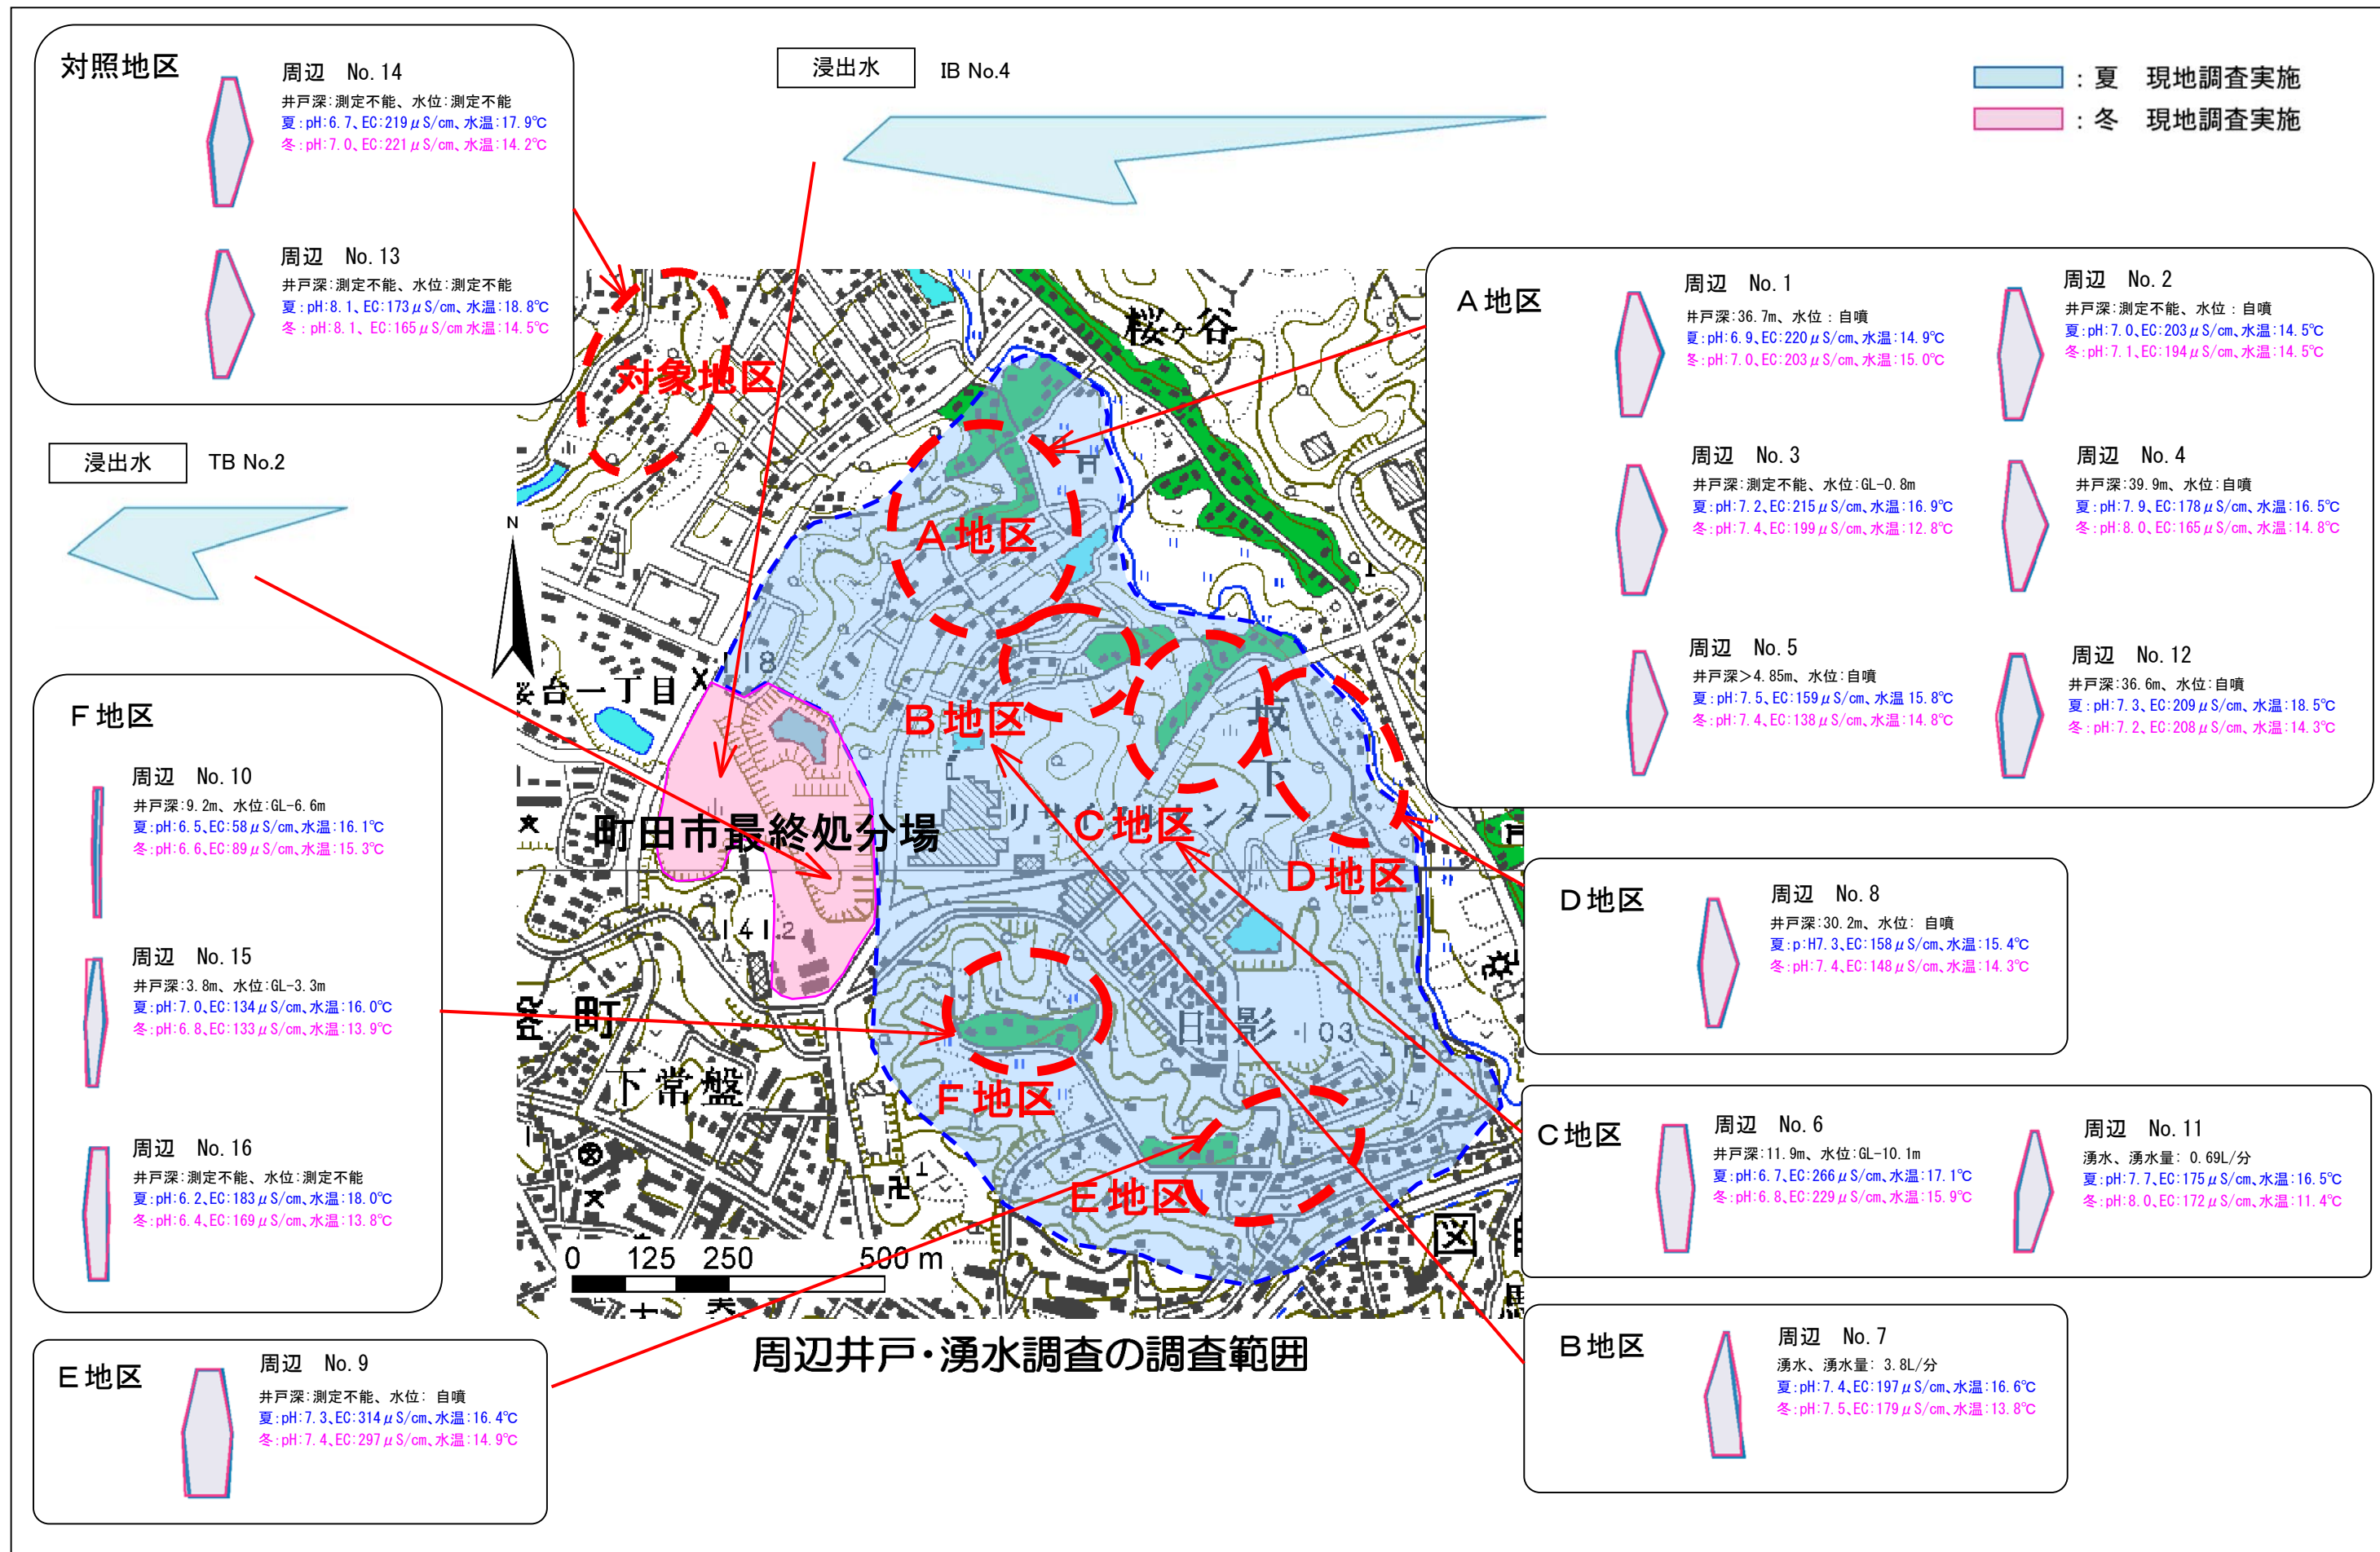 対照地区
周辺 No.14
井戸深:測定不能、水位:測定不能
夏:pH:6.7、EC:219μS/cm、水温:17.9℃
冬:pH:7.0、EC:221μS/cm、水温:14.2℃
周辺 No.13
井戸深:測定不能、水位:測定不能
夏:pH:8.1、EC:173μS/cm、水温:18.8℃
冬:pH:8.1、EC:165μS/cm 水温:14.5℃
浸出水 IB No.4
:夏 現地調査実施
:冬 現地調査実施
浸出水 TB No.2
A地区
周辺 No.1
井戸深:36.7m、水位:自噴
夏:pH:6.9、EC:220μS/cm、水温:14.9℃
冬:pH:7.0、EC:203μS/cm、水温:15.0℃
周辺 No.2
井戸深:測定不能、水位:自噴
夏:pH:7.0、EC:203μS/cm、水温:14.5℃
冬:pH:7.1、EC:194μS/cm、水温:14.5℃
周辺 No.3
井戸深:測定不能、水位:GL-0.8m
夏:pH:7.2、EC:215μS/cm、水温:16.9℃
冬:pH:7.4、EC:199μS/cm、水温:12.8℃
周辺 No.4
井戸深:39.9m、水位:自噴
夏:pH:7.9、EC:178μS/cm、水温:16.5℃
冬:pH:8.0、EC:165μS/cm、水温:14.8℃
周辺 No.5
井戸深>4.85m、水位:自噴
夏:pH:7.5、EC:159μS/cm、水温 15.8℃
冬:pH:7.4、EC:138μS/cm、水温:14.8℃
周辺 No.12
井戸深:36.6m、水位:自噴
夏:pH:7.3、EC:209μS/cm、水温:18.5℃
冬:pH:7.2、EC:208μS/cm、水温:14.3℃
F地区
周辺 No.10
井戸深:9.2m、水位:GL-6.6m
夏:pH:6.5、EC:58μS/cm、水温:16.1℃
冬:pH:6.6、EC:89μS/cm、水温:15.3℃
周辺 No.15
井戸深:3.8m、水位:GL-3.3m
夏:pH:7.0、EC:134μS/cm、水温:16.0℃
冬:pH:6.8、EC:133μS/cm、水温:13.9℃
周辺 No.16
井戸深:測定不能、水位:測定不能
夏:pH:6.2、EC:183μS/cm、水温:18.0℃
冬:pH:6.4、EC:169μS/cm、水温:13.8℃
E地区
周辺 No.9
井戸深:測定不能、水位:自噴
夏:pH:7.3、EC:314μS/cm、水温:16.4℃
冬:pH:7.4、EC:297μS/cm、水温:14.9℃
D地区
周辺 No.8
井戸深:30.2m、水位:自噴
夏:p:H7.3、EC:158μS/cm、水温:15.4℃
冬:pH:7.4、EC:148μS/cm、水温:14.3℃
C地区
周辺 No.6
井戸深:11.9m、水位:GL-10.1m
夏:pH:6.7、EC:266μS/cm、水温:17.1℃
冬:pH:6.8、EC:229μS/cm、水温:15.9℃
周辺 No.11
湧水、湧水量:0.69L/分
夏:pH:7.7、EC:175μS/cm、水温:16.5℃
冬:pH:8.0、EC:172μS/cm、水温:11.4℃
B地区
周辺 No.7
湧水、湧水量:3.8L/分
夏:pH:7.4、EC:197μS/cm、水温:16.6℃
冬:pH:7.5、EC:179μS/cm、水温:13.8℃
N
対象地区
桜ヶ谷
A地区
118
台一丁目
B地区
坂下
町田市最終処分場
C地区
D地区
141.2
日影
103
町
下常盤
F地区
E地区
図
0 125 250 500 m
周辺井戸・湧水調査の調査範囲